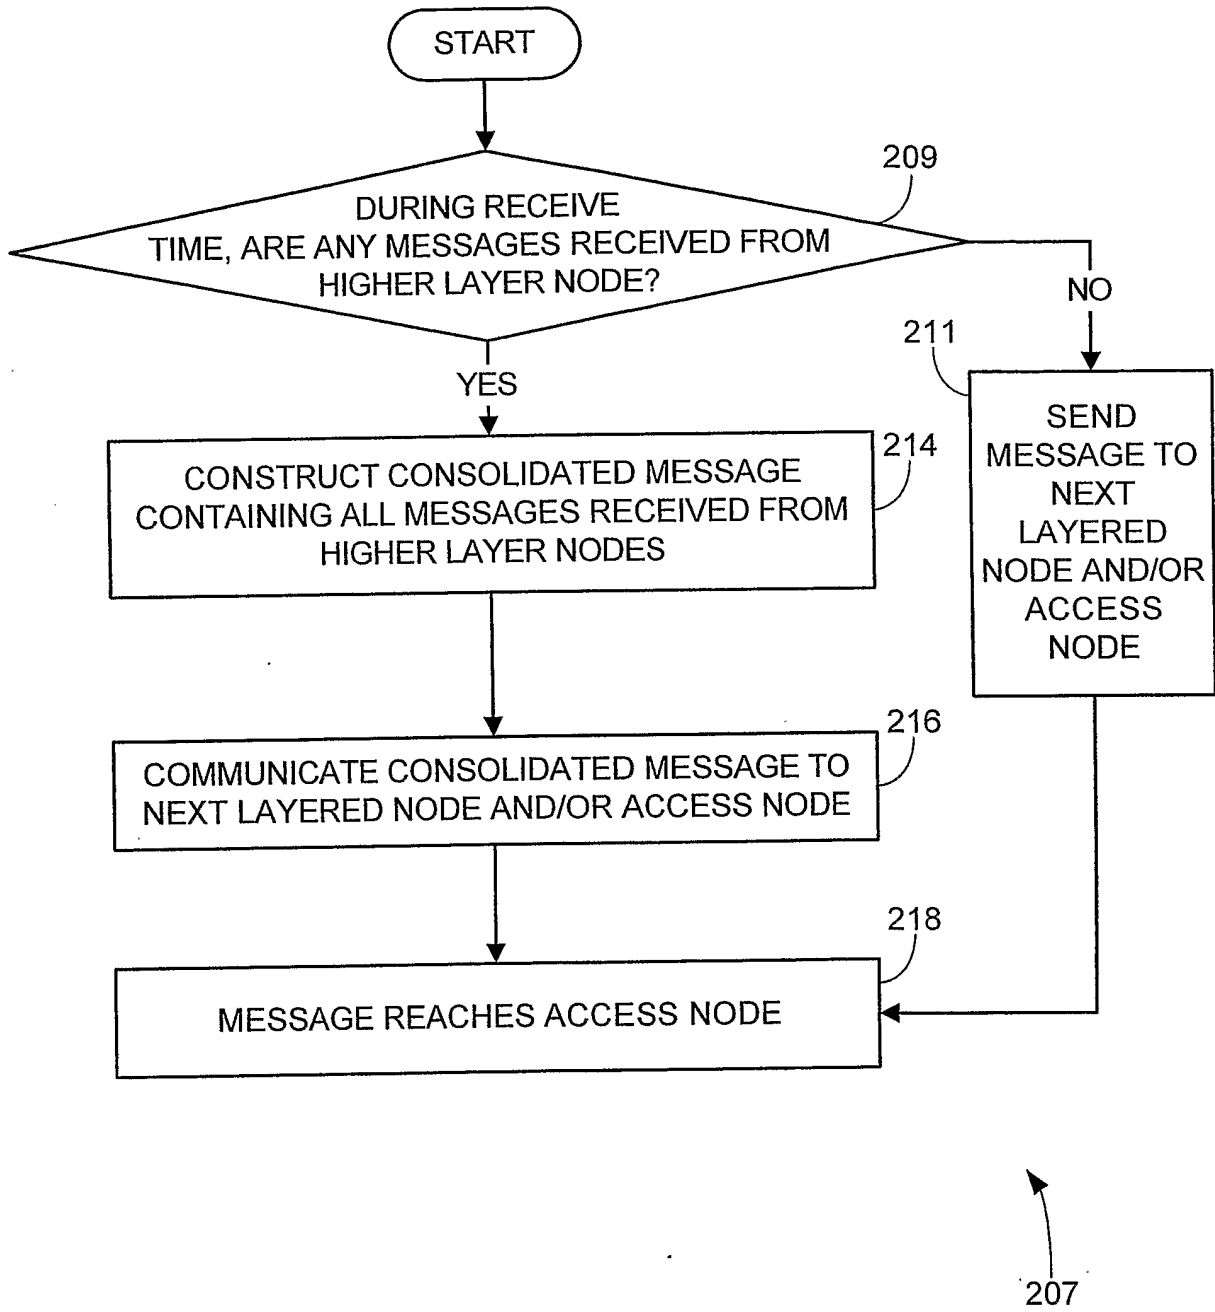 START
209
DURING RECEIVE
TIME, ARE ANY MESSAGES RECEIVED FROM
HIGHER LAYER NODE?
NO
YES
211
SEND
MESSAGE TO
NEXT
LAYERED
NODE AND/OR
ACCESS
NODE
214
CONSTRUCT CONSOLIDATED MESSAGE
CONTAINING ALL MESSAGES RECEIVED FROM
HIGHER LAYER NODES
216
COMMUNICATE CONSOLIDATED MESSAGE TO
NEXT LAYERED NODE AND/OR ACCESS NODE
218
MESSAGE REACHES ACCESS NODE
207